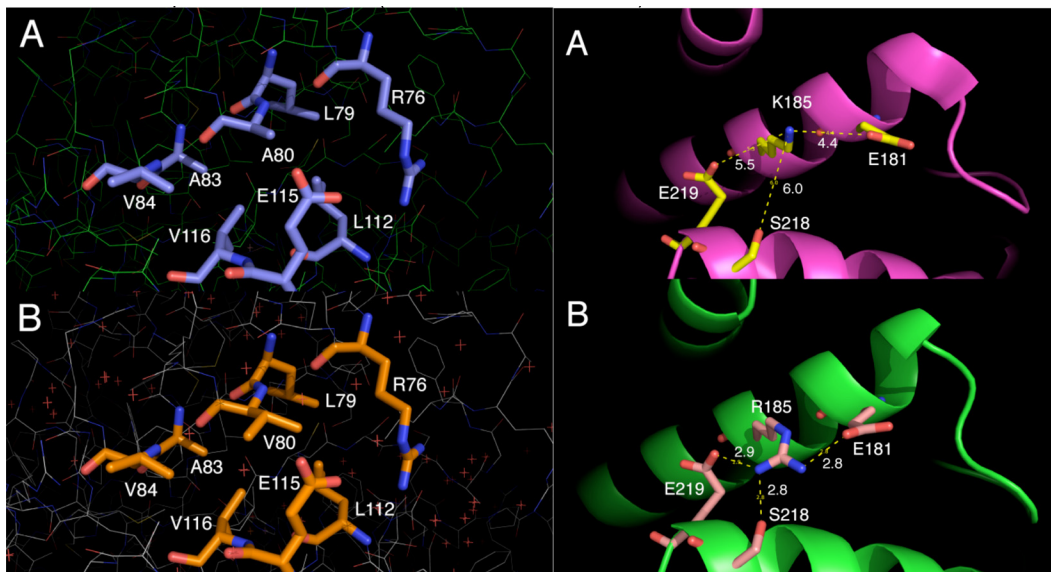 A
R76
L79
A80
A83
V84
E115
L112
V116
B
R76
L79
V80
A83
V84
E115
L112
V116
A
K185
4.4
5.5
E181
E219
6.0
S218
B
R185
2.9
2.8
E181
E219
2.8
S218